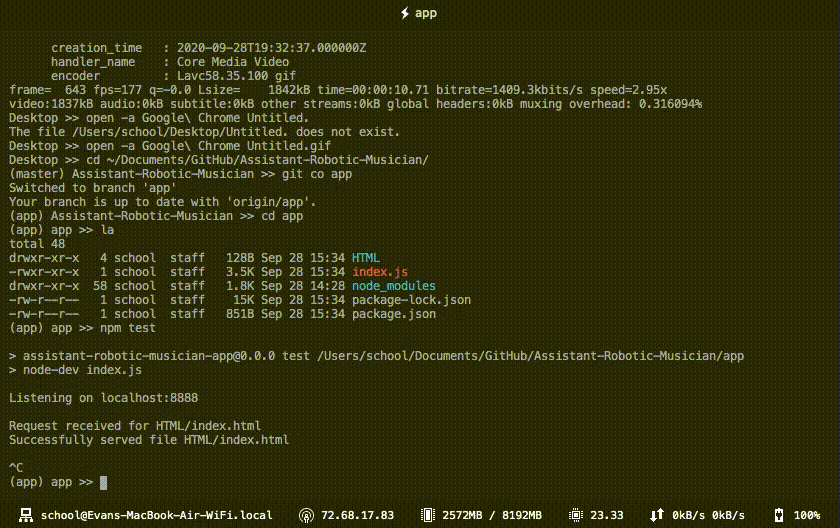 app
creation_time : 2020-09-28T19:32:37.000000Z
handler_name : Core Media Video
encoder : Lavc58.35.100 gif
frame= 643 fps=177 q=-0.0 Lsize= 1842kB time=00:00:10.71 bitrate=1409.3kbits/s speed=2.95x
video:1837kB audio:0kB subtitle:0kB other streams:0kB global headers:0kB muxing overhead: 0.316094%
Desktop >> open -a Google\ Chrome Untitled.
The file /Users/school/Desktop/Untitled. does not exist.
Desktop >> open -a Google\ Chrome Untitled.gif
Desktop >> cd ~/Documents/GitHub/Assistant-Robotic-Musician/
(master) Assistant-Robotic-Musician >> git co app
Switched to branch 'app'
Your branch is up to date with 'origin/app'.
(app) Assistant-Robotic-Musician >> cd app
(app) app >> la
total 48
drwxr-xr-x 4 school staff 128B Sep 28 15:34 HTML
-rwxr-xr-x 1 school staff 3.5K Sep 28 15:34 index.js
drwxr-xr-x 58 school staff 1.8K Sep 28 14:28 node_modules
-rw-r--r-- 1 school staff 15K Sep 28 15:34 package-lock.json
-rw-r--r-- 1 school staff 851B Sep 28 15:34 package.json
(app) app >> npm test
> assistant-robotic-musician-app@0.0.0 test /Users/school/Documents/GitHub/Assistant-Robotic-Musician/app
> node-dev index.js
Listening on localhost:8888
Request received for HTML/index.html
Successfully served file HTML/index.html
^C
(app) app >>
school@Evans-MacBook-Air-WiFi.local 72.68.17.83 2572MB / 8192MB 23.33 0kB/s 0kB/s 100%